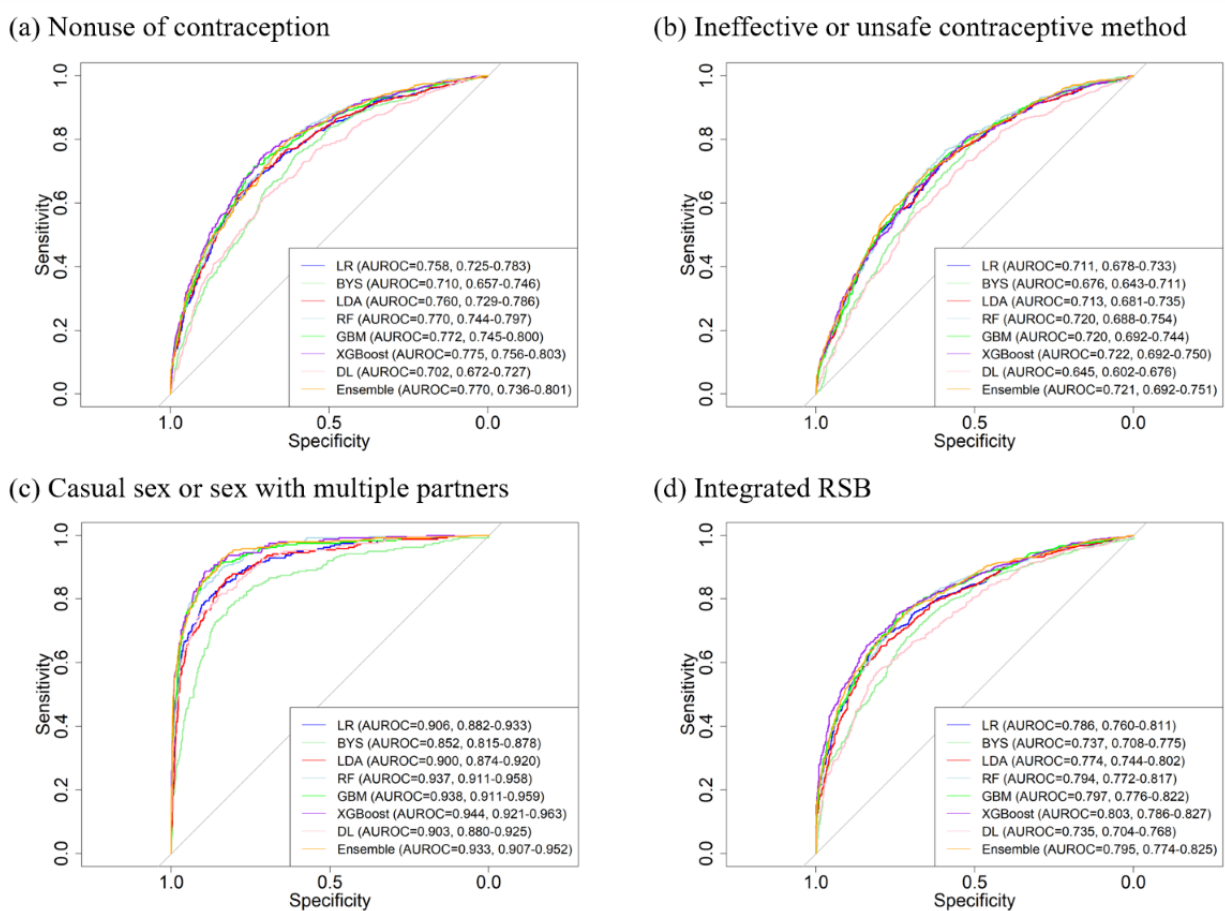 (a) Nonuse of contraception
1.0
0.8
0.6
0.4
0.2
0.0
Sensitivity
LR (AUROC=0.758, 0.725-0.783)
BYS (AUROC=0.710, 0.657-0.746)
LDA (AUROC=0.760, 0.729-0.786)
RF (AUROC=0.770, 0.744-0.797)
GBM (AUROC=0.772, 0.745-0.800)
XGBoost (AUROC=0.775, 0.756-0.803)
DL (AUROC=0.702, 0.672-0.727)
Ensemble (AUROC=0.770, 0.736-0.801)
1.0 0.5 0.0
Specificity
(b) Ineffective or unsafe contraceptive method
1.0
0.8
0.6
0.4
0.2
0.0
Sensitivity
LR (AUROC=0.711, 0.678-0.733)
BYS (AUROC=0.676, 0.643-0.711)
LDA (AUROC=0.713, 0.681-0.735)
RF (AUROC=0.720, 0.688-0.754)
GBM (AUROC=0.720, 0.692-0.744)
XGBoost (AUROC=0.722, 0.692-0.750)
DL (AUROC=0.645, 0.602-0.676)
Ensemble (AUROC=0.721, 0.692-0.751)
1.0 0.5 0.0
Specificity
(c) Casual sex or sex with multiple partners
1.0
0.8
0.6
0.4
0.2
0.0
Sensitivity
LR (AUROC=0.906, 0.882-0.933)
BYS (AUROC=0.852, 0.815-0.878)
LDA (AUROC=0.900, 0.874-0.920)
RF (AUROC=0.937, 0.911-0.958)
GBM (AUROC=0.938, 0.911-0.959)
XGBoost (AUROC=0.944, 0.921-0.963)
DL (AUROC=0.903, 0.880-0.925)
Ensemble (AUROC=0.933, 0.907-0.952)
1.0 0.5 0.0
Specificity
(d) Integrated RSB
1.0
0.8
0.6
0.4
0.2
0.0
Sensitivity
LR (AUROC=0.786, 0.760-0.811)
BYS (AUROC=0.737, 0.708-0.775)
LDA (AUROC=0.774, 0.744-0.802)
RF (AUROC=0.794, 0.772-0.817)
GBM (AUROC=0.797, 0.776-0.822)
XGBoost (AUROC=0.803, 0.786-0.827)
DL (AUROC=0.735, 0.704-0.768)
Ensemble (AUROC=0.795, 0.774-0.825)
1.0 0.5 0.0
Specificity